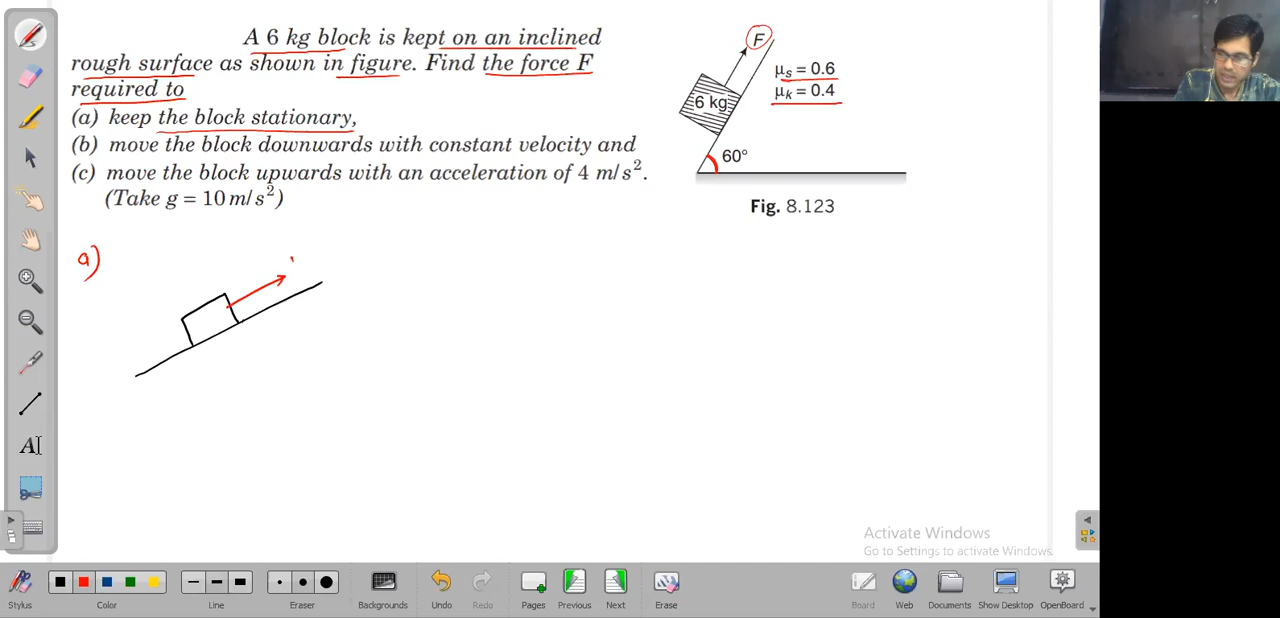 A 6 kg block is kept on an inclined
rough surface as shown in figure. Find the force F
required to
(a) keep the block stationary,
(b) move the block downwards with constant velocity and
(c) move the block upwards with an acceleration of 4 m/s².
(Take g = 10 m/s²)
F
μs = 0.6
μk = 0.4
6 kg
60°
Fig. 8.123
a)
A
Activate Windows
Go to Settings to activate Windows.
Stylus
Color
Line
Eraser
Backgrounds
Undo
Redo
Pages
Previous
Next
Erase
Board
Web
Documents
Show Desktop
OpenBoard